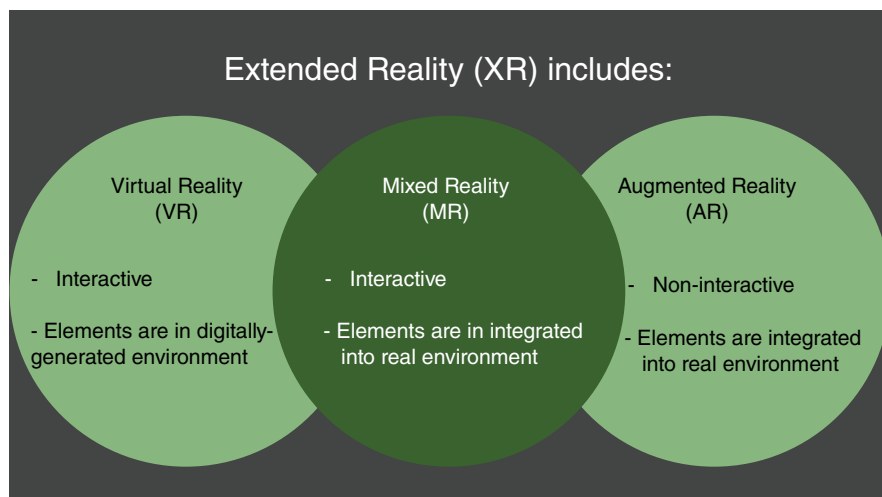 Extended Reality (XR) includes:
Virtual Reality
(VR)
- Interactive
- Elements are in digitally-
generated environment
Mixed Reality
(MR)
- Interactive
- Elements are in integrated
into real environment
Augmented Reality
(AR)
- Non-interactive
- Elements are integrated
into real environment